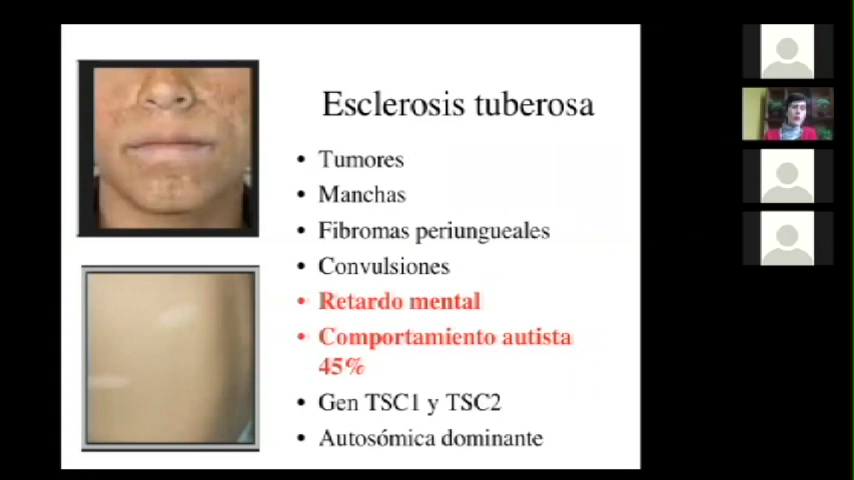 Esclerosis tuberosa
• Tumores
• Manchas
• Fibromas periungueales
• Convulsiones
• Retardo mental
• Comportamiento autista
45%
• Gen TSC1 y TSC2
• Autosómica dominante